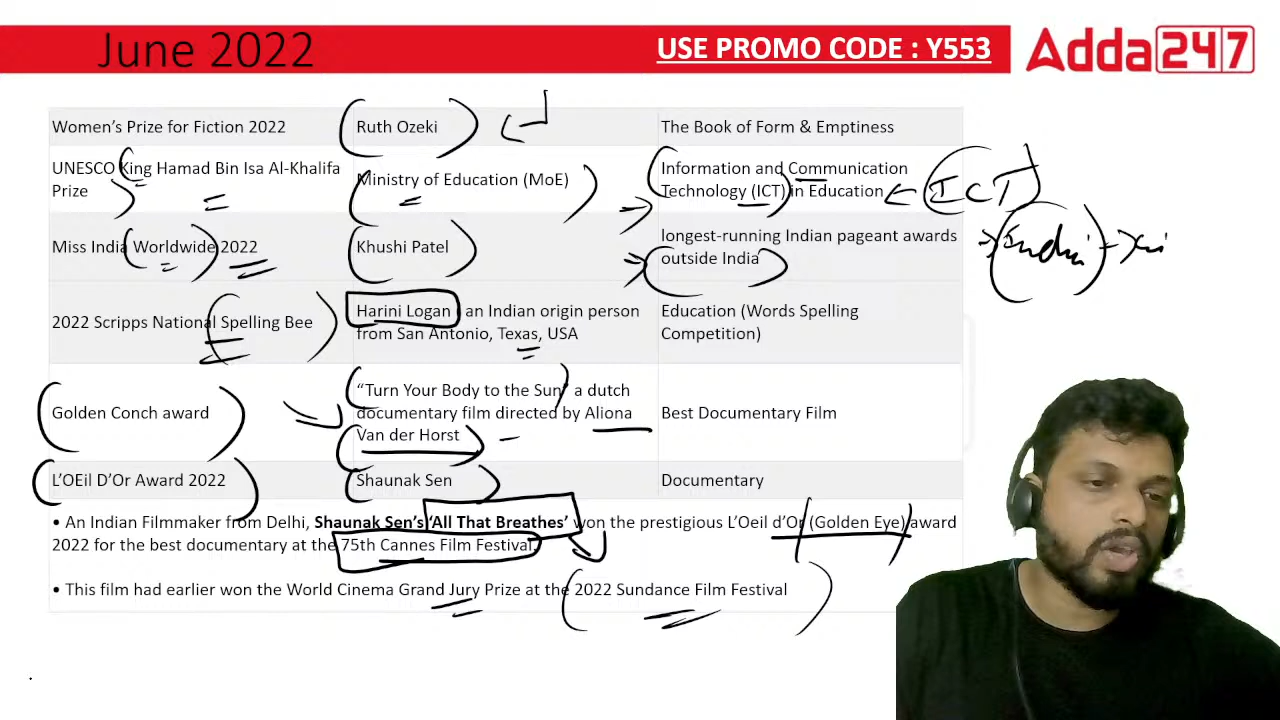 June 2022
USE PROMO CODE : Y553
Adda247
Women's Prize for Fiction 2022
Ruth Ozeki
The Book of Form & Emptiness
UNESCO King Hamad Bin Isa Al-Khalifa
Prize
Ministry of Education (MoE)
Information and Communication
Technology (ICT) in Education
ICT
Miss India Worldwide 2022
Khushi Patel
longest-running Indian pageant awards
outside India
2022 Scripps National Spelling Bee
Harini Logan an Indian origin person
from San Antonio, Texas, USA
Education (Words Spelling
Competition)
Golden Conch award
“Turn Your Body to the Sun” a dutch
documentary film directed by Aliona
Van der Horst
Best Documentary Film
L'OEil D'Or Award 2022
Shaunak Sen
Documentary
• An Indian Filmmaker from Delhi, Shaunak Sen's 'All That Breathes' won the prestigious L'Oeil d'Or (Golden Eye) award
2022 for the best documentary at the 75th Cannes Film Festival.
• This film had earlier won the World Cinema Grand Jury Prize at the 2022 Sundance Film Festival